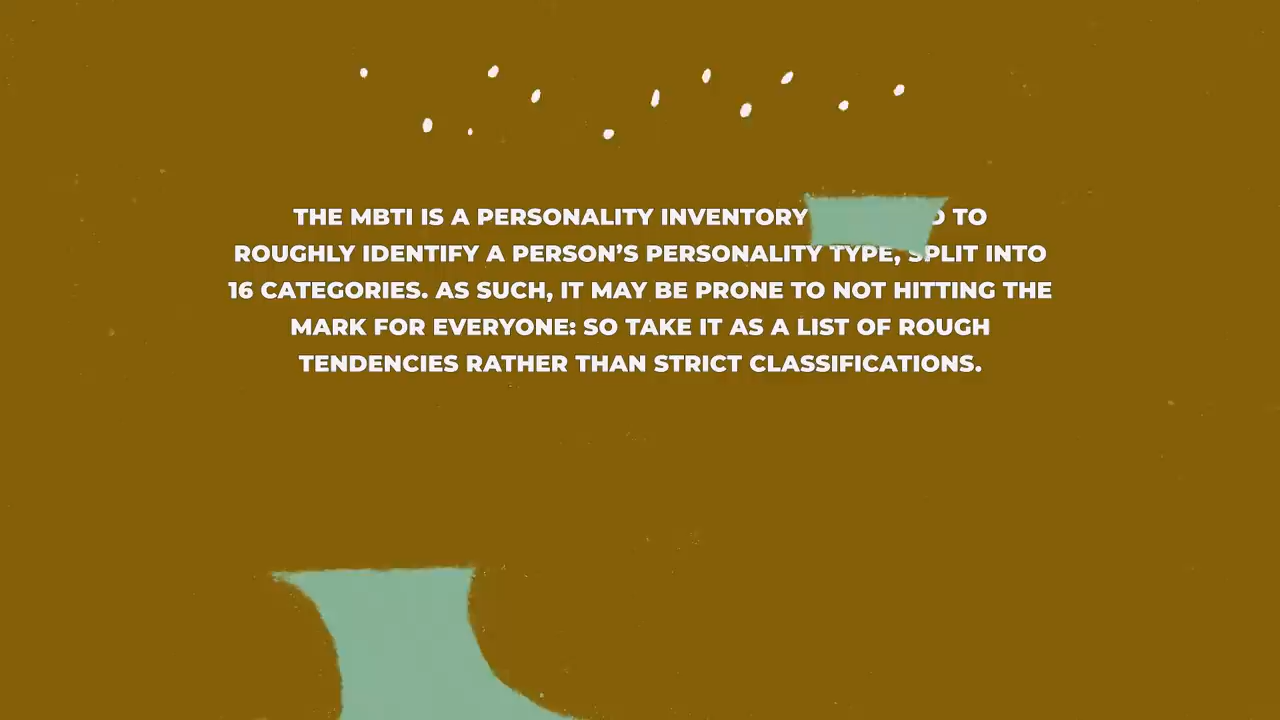 THE MBTI IS A PERSONALITY INVENTORY TO
ROUGHLY IDENTIFY A PERSON’S PERSONALITY TYPE, SPLIT INTO
16 CATEGORIES. AS SUCH, IT MAY BE PRONE TO NOT HITTING THE
MARK FOR EVERYONE: SO TAKE IT AS A LIST OF ROUGH
TENDENCIES RATHER THAN STRICT CLASSIFICATIONS.